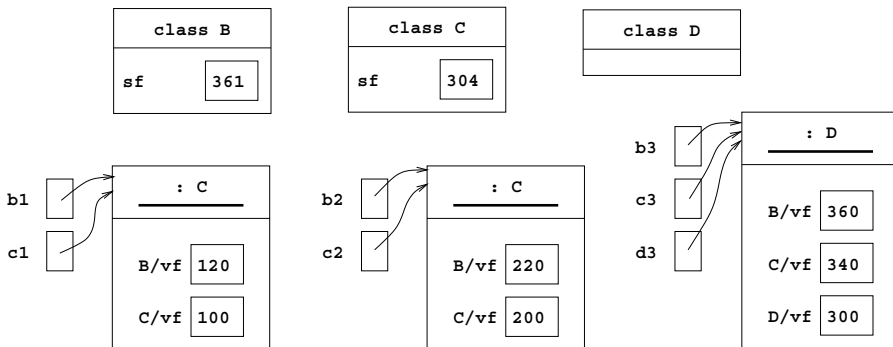 class B
class C
class D
sf 361
sf 304
b3
: D
c3
d3
b1
: C
b2
: C
c1
c2
B/vf 360
C/vf 340
D/vf 300
B/vf 120
C/vf 100
B/vf 220
C/vf 200